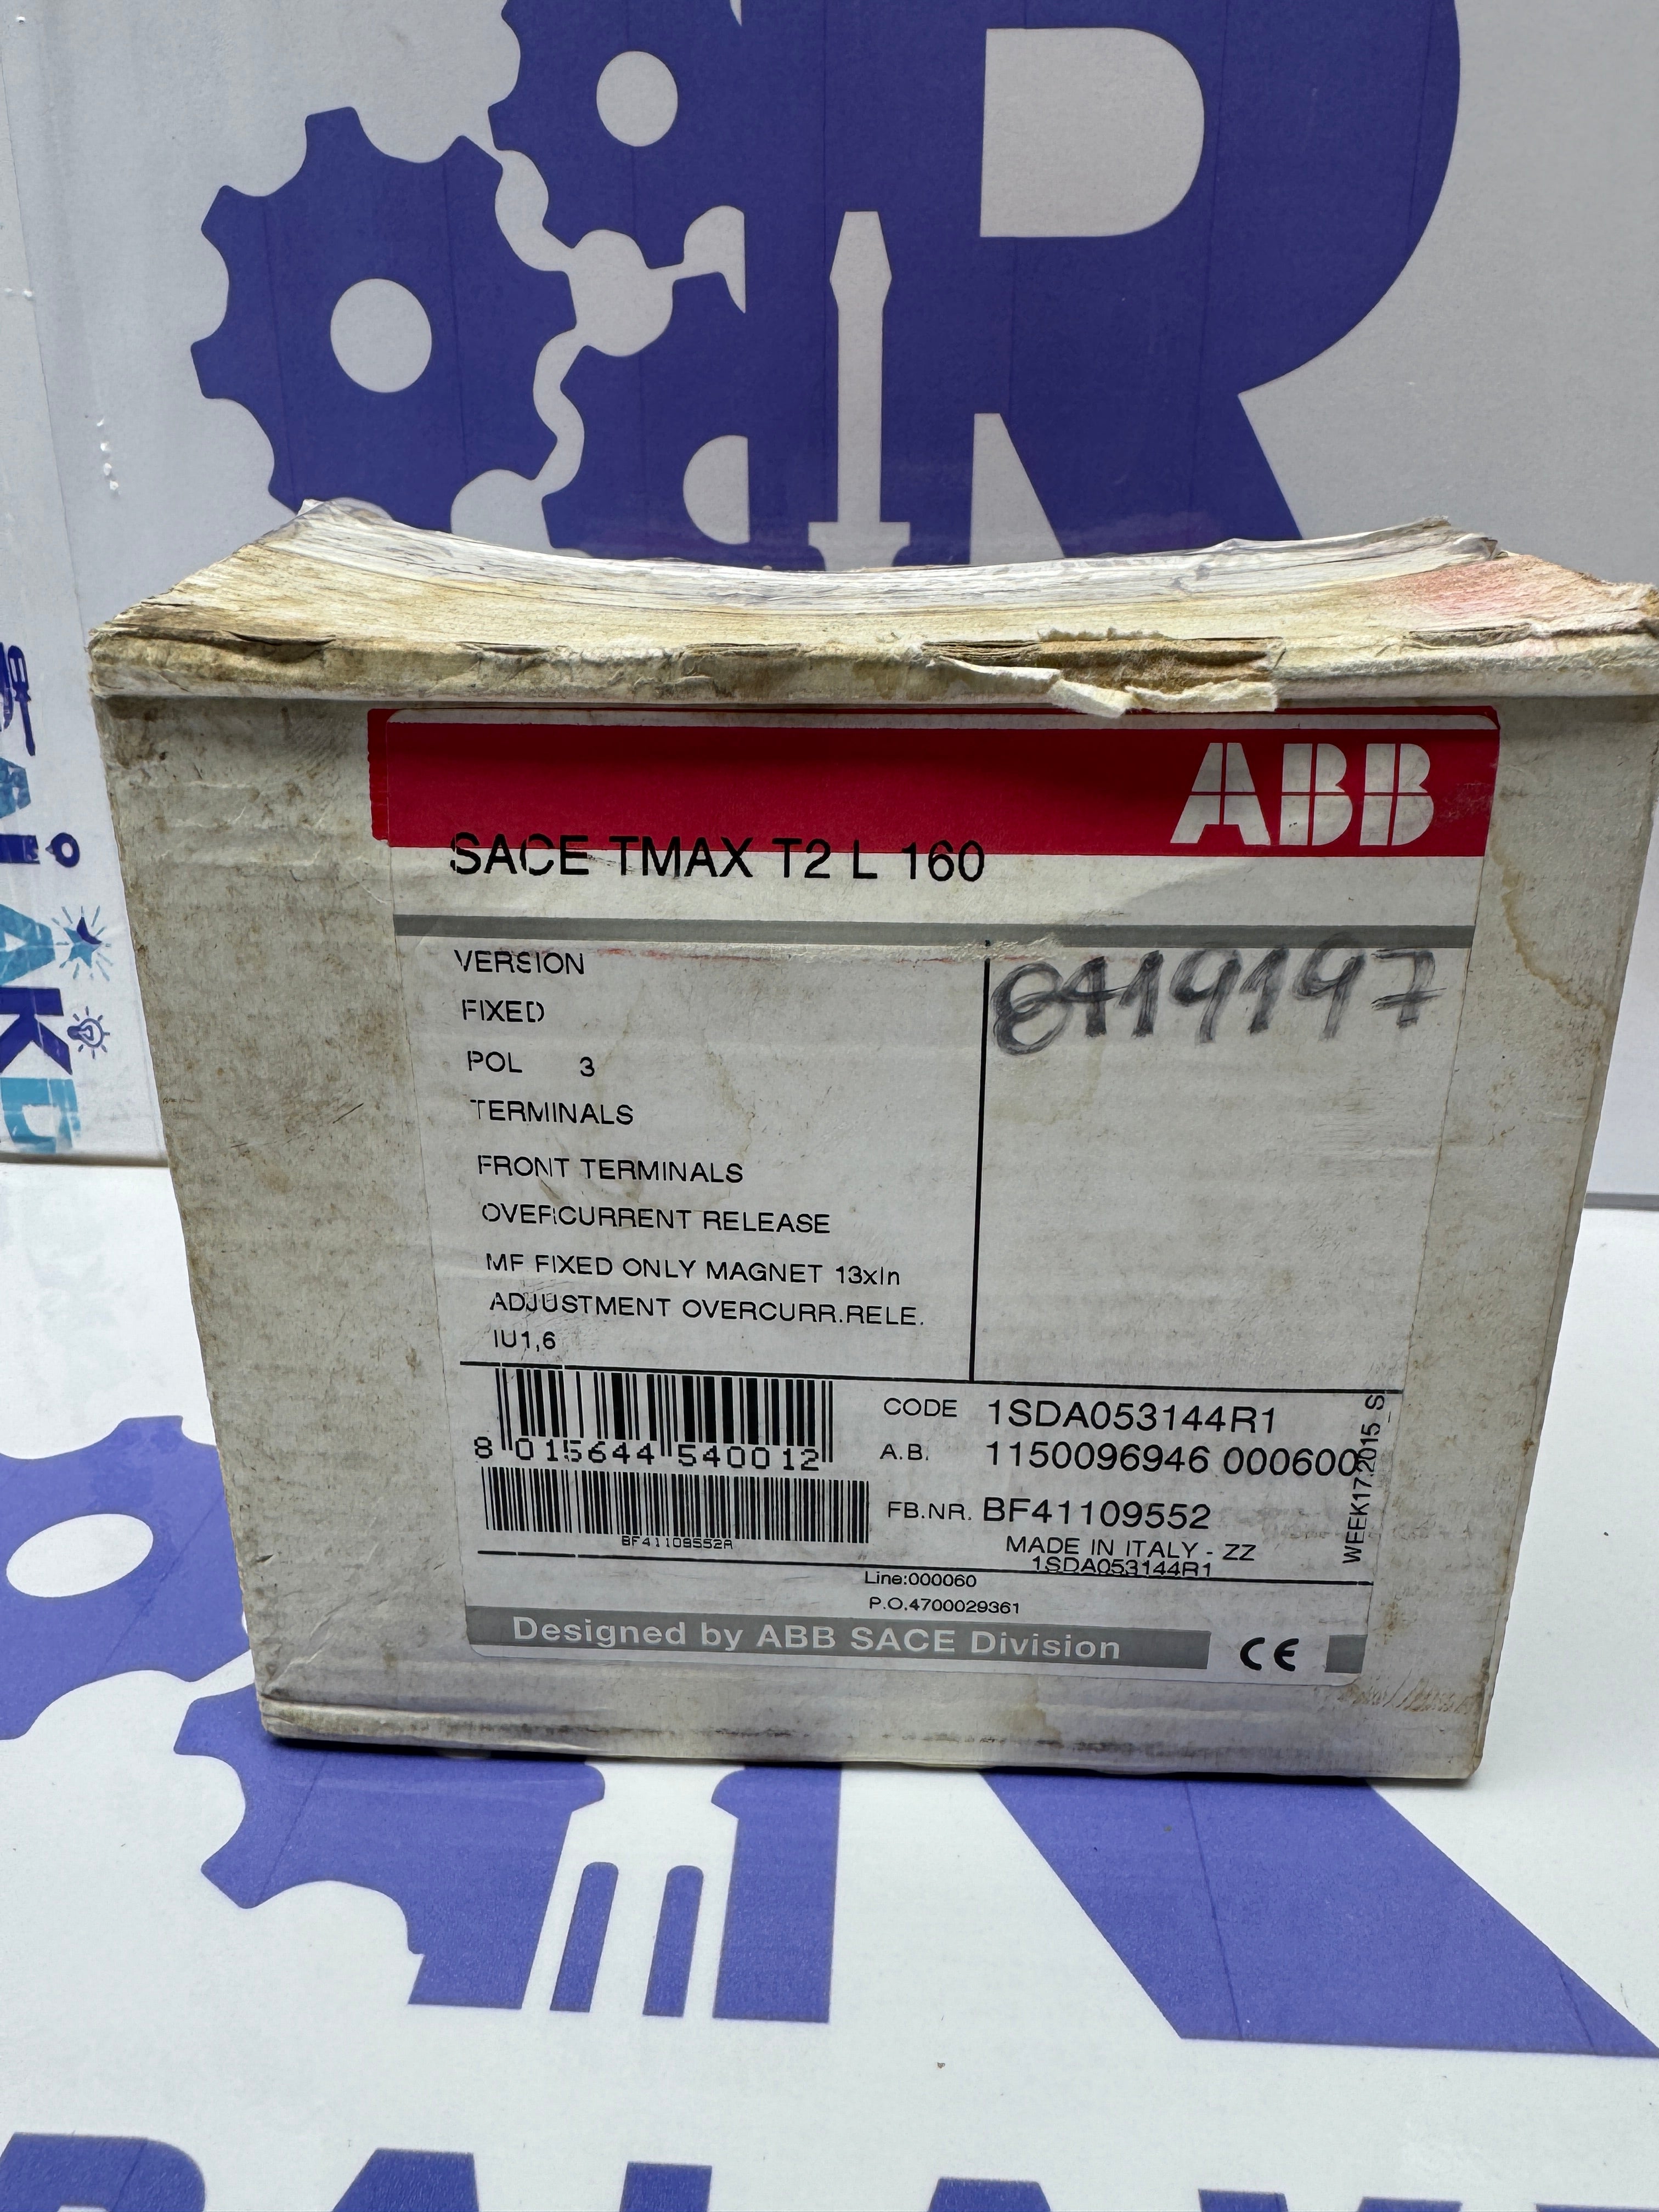 ABB
SACE TMAX T2 L 160
VERSION
FIXED
POL 3
TERMINALS
FRONT TERMINALS
OVERCURRENT RELEASE
MF FIXED ONLY MAGNET 13xIn
ADJUSTMENT OVERCURR.RELE.
IU1,6
8 015644 540012
BF41109552A
CODE 1SDA053144R1
A.B. 1150096946 000600
FB.NR. BF41109552
MADE IN ITALY - ZZ
1SDA053144R1
WEEK17.2015_S
Line:000060
P.O.4700029361
Designed by ABB SACE Division
CE